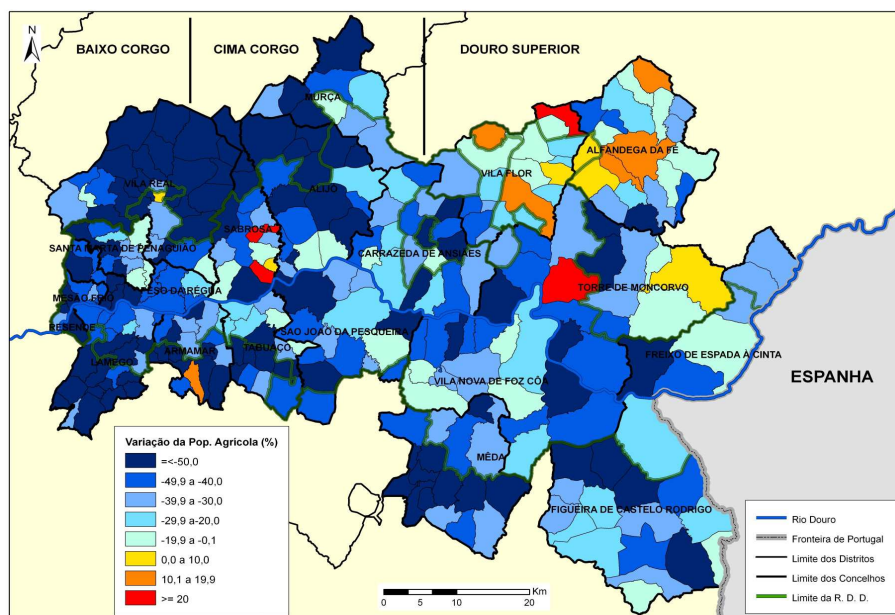 N
BAIXO CORGO
CIMA CORGO
DOURO SUPERIOR
MURÇA
ALFANDEGA DA FÉ
VILA FLOR
VILA REAL
ALIJÓ
SABROSA
SANTA MARTA DE PENAGUIÃO
CARRAZEDA DE ANSIÃES
MESÃO FRIO
PESO DA RÉGUA
TORRE DE MONCORVO
RESENDE
SÃO JOÃO DA PESQUEIRA
LAMEGO
ARMAMAR
TABUAÇO
FREIXO DE ESPADA À CINTA
ESPANHA
VILA NOVA DE FOZ CÔA
MÊDA
FIGUEIRA DE CASTELO RODRIGO
Variação da Pop. Agrícola (%)
=<-50,0
-49,9 a -40,0
-39,9 a -30,0
-29,9 a -20,0
-19,9 a -0,1
0,0 a 10,0
10,1 a 19,9
>= 20
Km
0 5 10 20
Rio Douro
Fronteira de Portugal
Limite dos Distritos
Limite dos Concelhos
Limite da R. D. D.